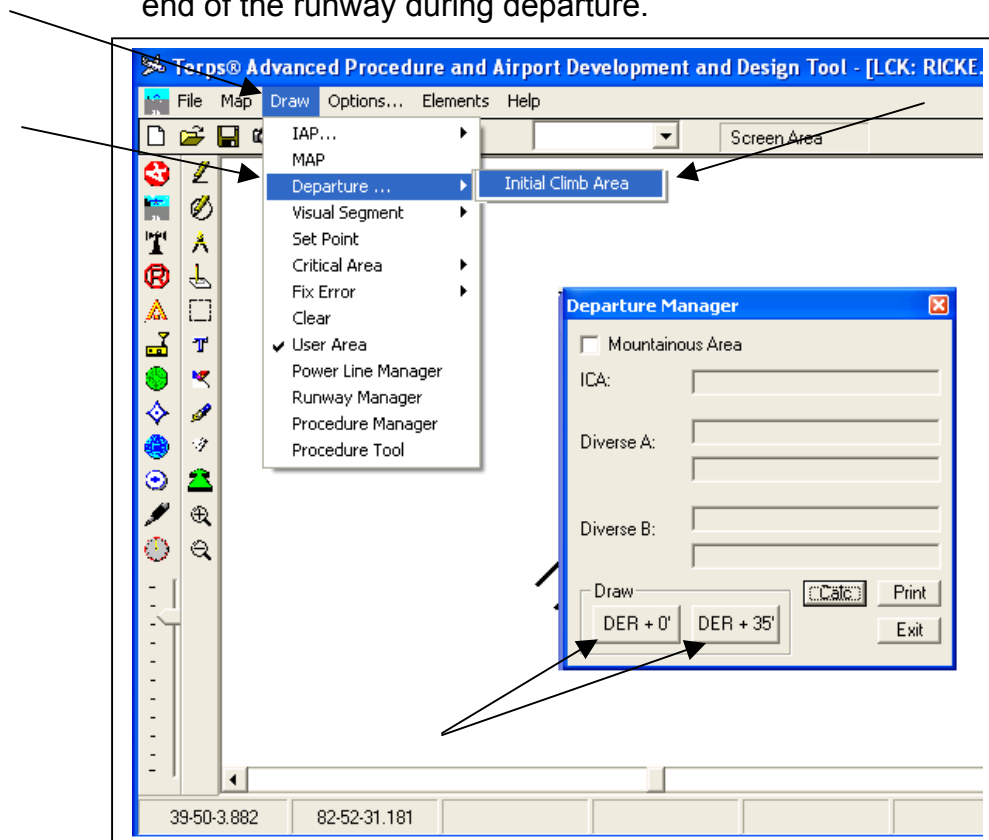 end of the runway during departure.
Terps® Advanced Procedure and Airport Development and Design Tool - [LCK: RICKE.
File Map Draw Options... Elements Help
Screen Area
IAP...
MAP
Departure ...
Initial Climb Area
Visual Segment
Set Point
Critical Area
Fix Error
Clear
User Area
Power Line Manager
Runway Manager
Procedure Manager
Procedure Tool
Departure Manager
Mountainous Area
ICA:
Diverse A:
Diverse B:
Draw
Calc Print
DER + 0' DER + 35'
Exit
39-50-3.882 82-52-31.181